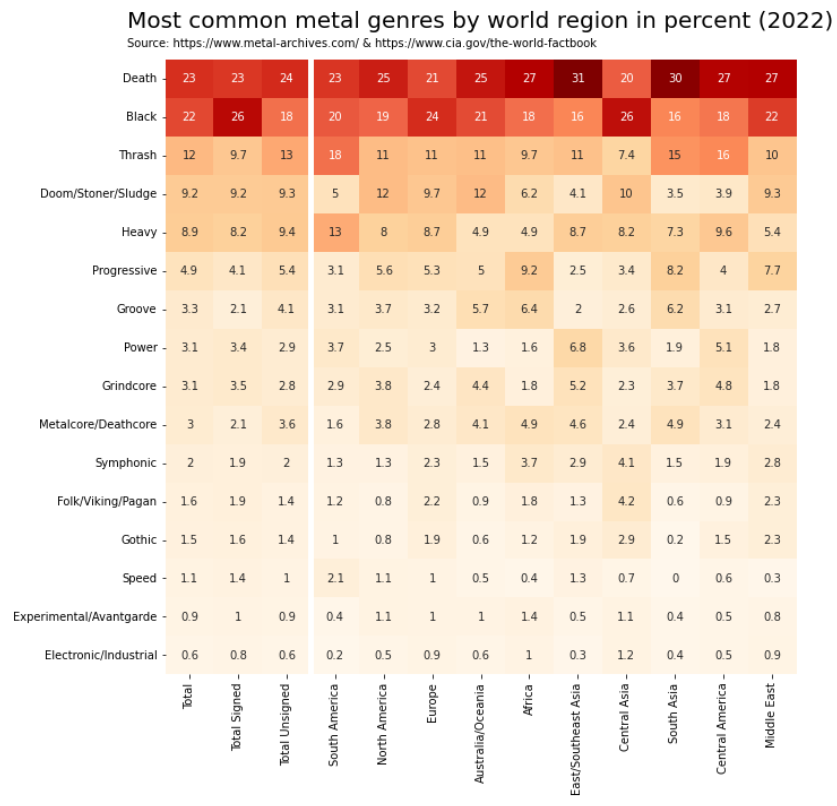 Most common metal genres by world region in percent (2022)
Source: https://www.metal-archives.com/ & https://www.cia.gov/the-world-factbook
Death 23 23 24 23 25 21 25 27 31 20 30 27 27
Black 22 26 18 20 19 24 21 18 16 26 16 18 22
Thrash 12 9.7 13 18 11 11 11 9.7 11 7.4 15 16 10
Doom/Stoner/Sludge 9.2 9.2 9.3 5 12 9.7 12 6.2 4.1 10 3.5 3.9 9.3
Heavy 8.9 8.2 9.4 13 8 8.7 4.9 4.9 8.7 8.2 7.3 9.6 5.4
Progressive 4.9 4.1 5.4 3.1 5.6 5.3 5 9.2 2.5 3.4 8.2 4 7.7
Groove 3.3 2.1 4.1 3.1 3.7 3.2 5.7 6.4 2 2.6 6.2 3.1 2.7
Power 3.1 3.4 2.9 3.7 2.5 3 1.3 1.6 6.8 3.6 1.9 5.1 1.8
Grindcore 3.1 3.5 2.8 2.9 3.8 2.4 4.4 1.8 5.2 2.3 3.7 4.8 1.8
Metalcore/Deathcore 3 2.1 3.6 1.6 3.8 2.8 4.1 4.9 4.6 2.4 4.9 3.1 2.4
Symphonic 2 1.9 2 1.3 1.3 2.3 1.5 3.7 2.9 4.1 1.5 1.9 2.8
Folk/Viking/Pagan 1.6 1.9 1.4 1.2 0.8 2.2 0.9 1.8 1.3 4.2 0.6 0.9 2.3
Gothic 1.5 1.6 1.4 1 0.8 1.9 0.6 1.2 1.9 2.9 0.2 1.5 2.3
Speed 1.1 1.4 1 2.1 1.1 1 0.5 0.4 1.3 0.7 0 0.6 0.3
Experimental/Avantgarde 0.9 1 0.9 0.4 1.1 1 1 1.4 0.5 1.1 0.4 0.5 0.8
Electronic/Industrial 0.6 0.8 0.6 0.2 0.5 0.9 0.6 1 0.3 1.2 0.4 0.5 0.9
Total
Total Signed
Total Unsigned
South America
North America
Europe
Australia/Oceania
Africa
East/Southeast Asia
Central Asia
South Asia
Central America
Middle East